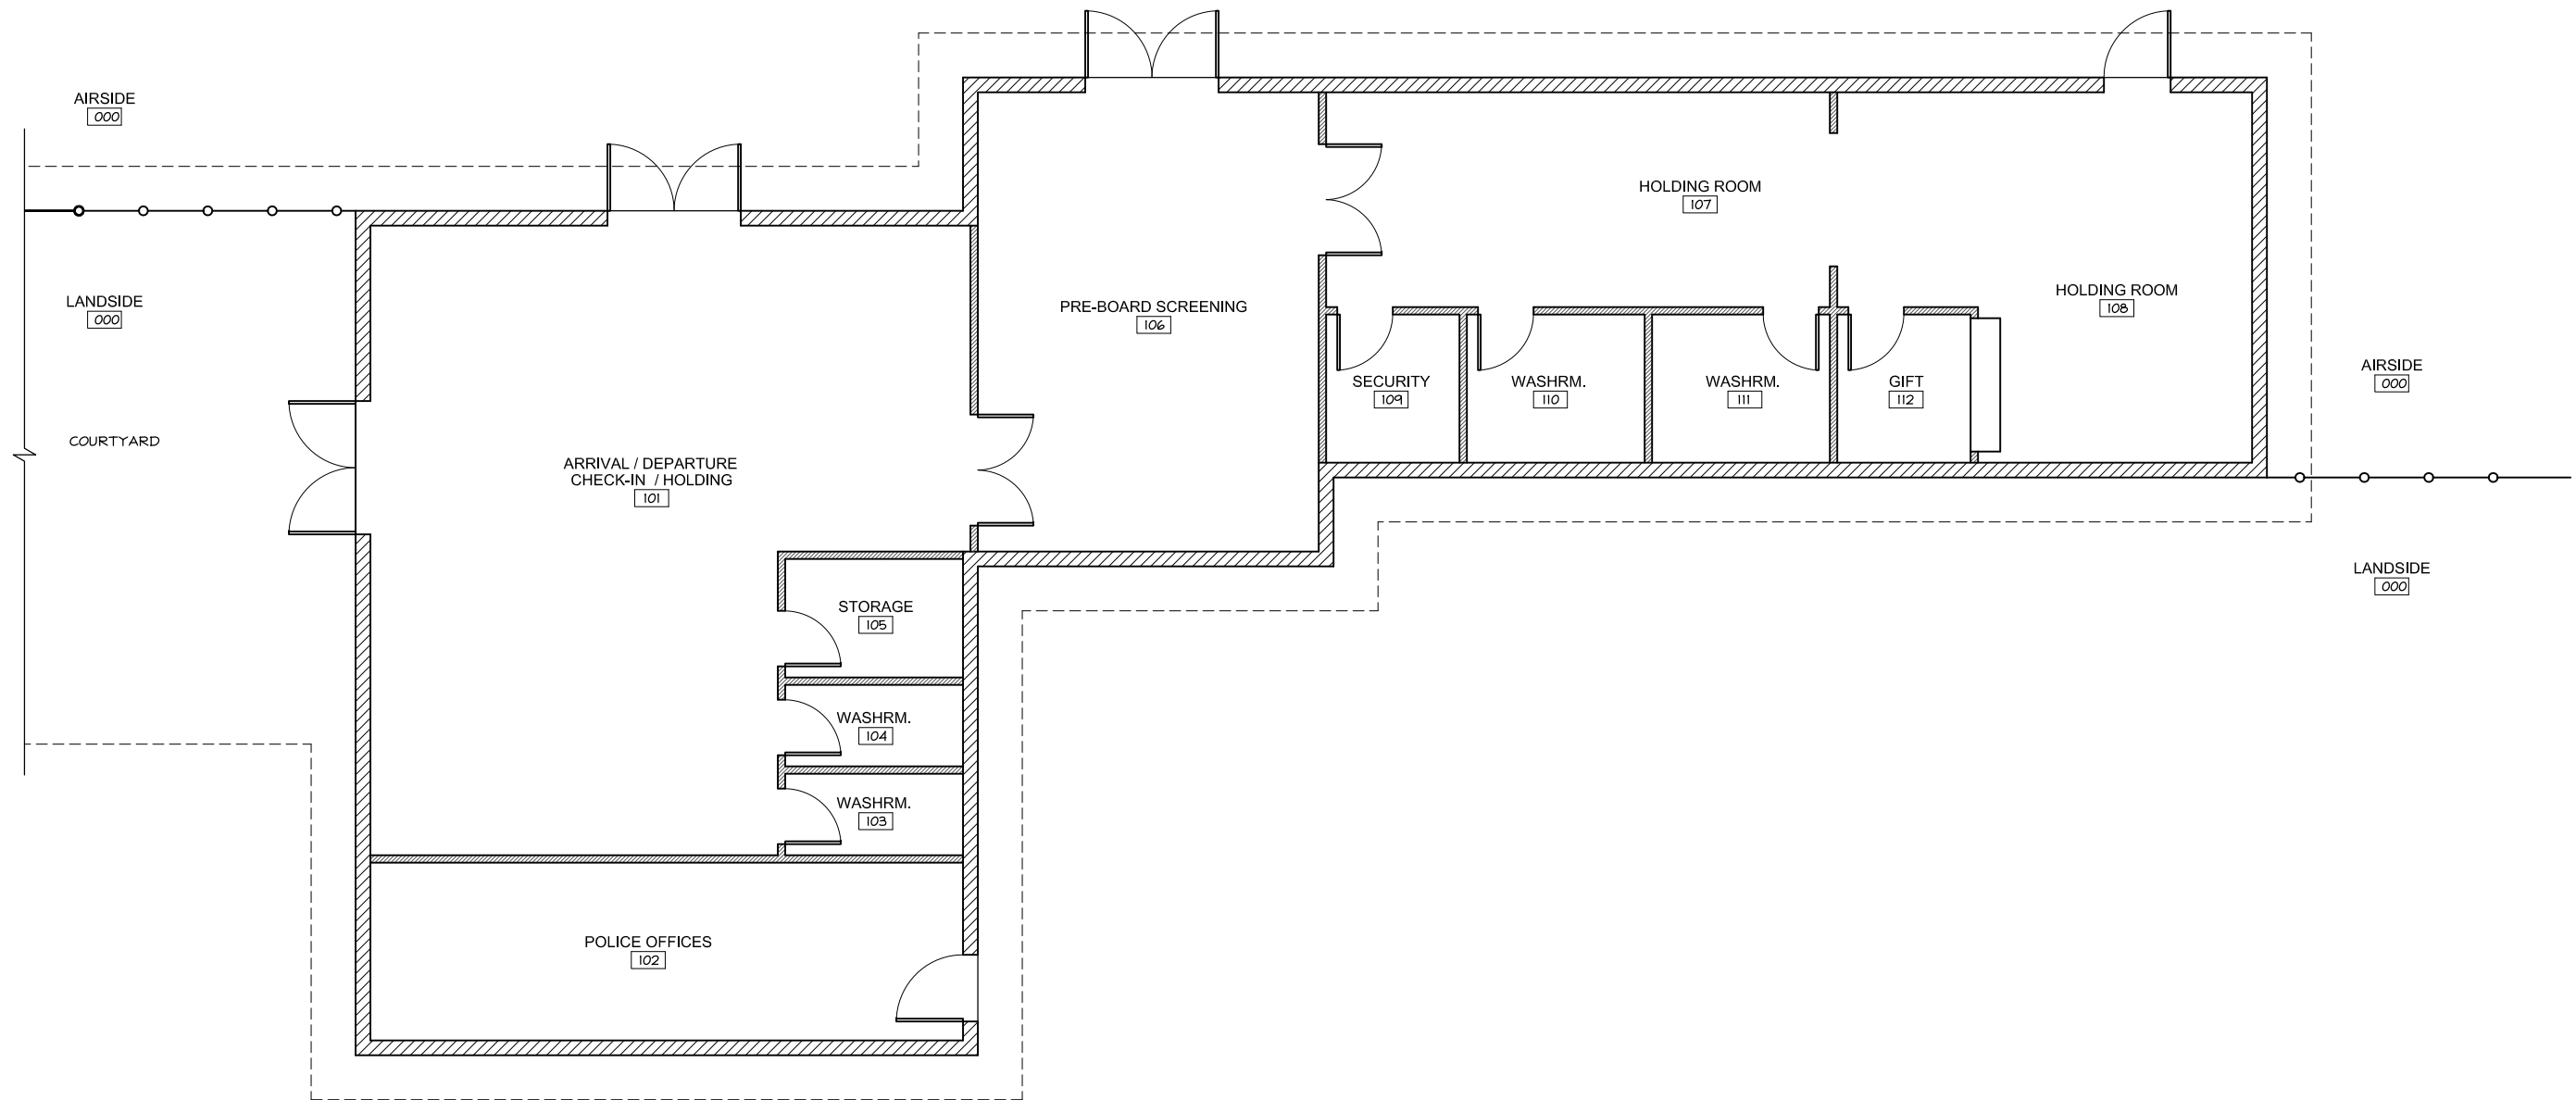 AIRSIDE
000
LANDSIDE
000
COURTYARD
ARRIVAL / DEPARTURE
CHECK-IN / HOLDING
101
PRE-BOARD SCREENING
106
HOLDING ROOM
107
HOLDING ROOM
108
SECURITY
109
WASHRM.
110
WASHRM.
111
GIFT
112
AIRSIDE
000
LANDSIDE
000
STORAGE
105
WASHRM.
104
WASHRM.
103
POLICE OFFICES
102